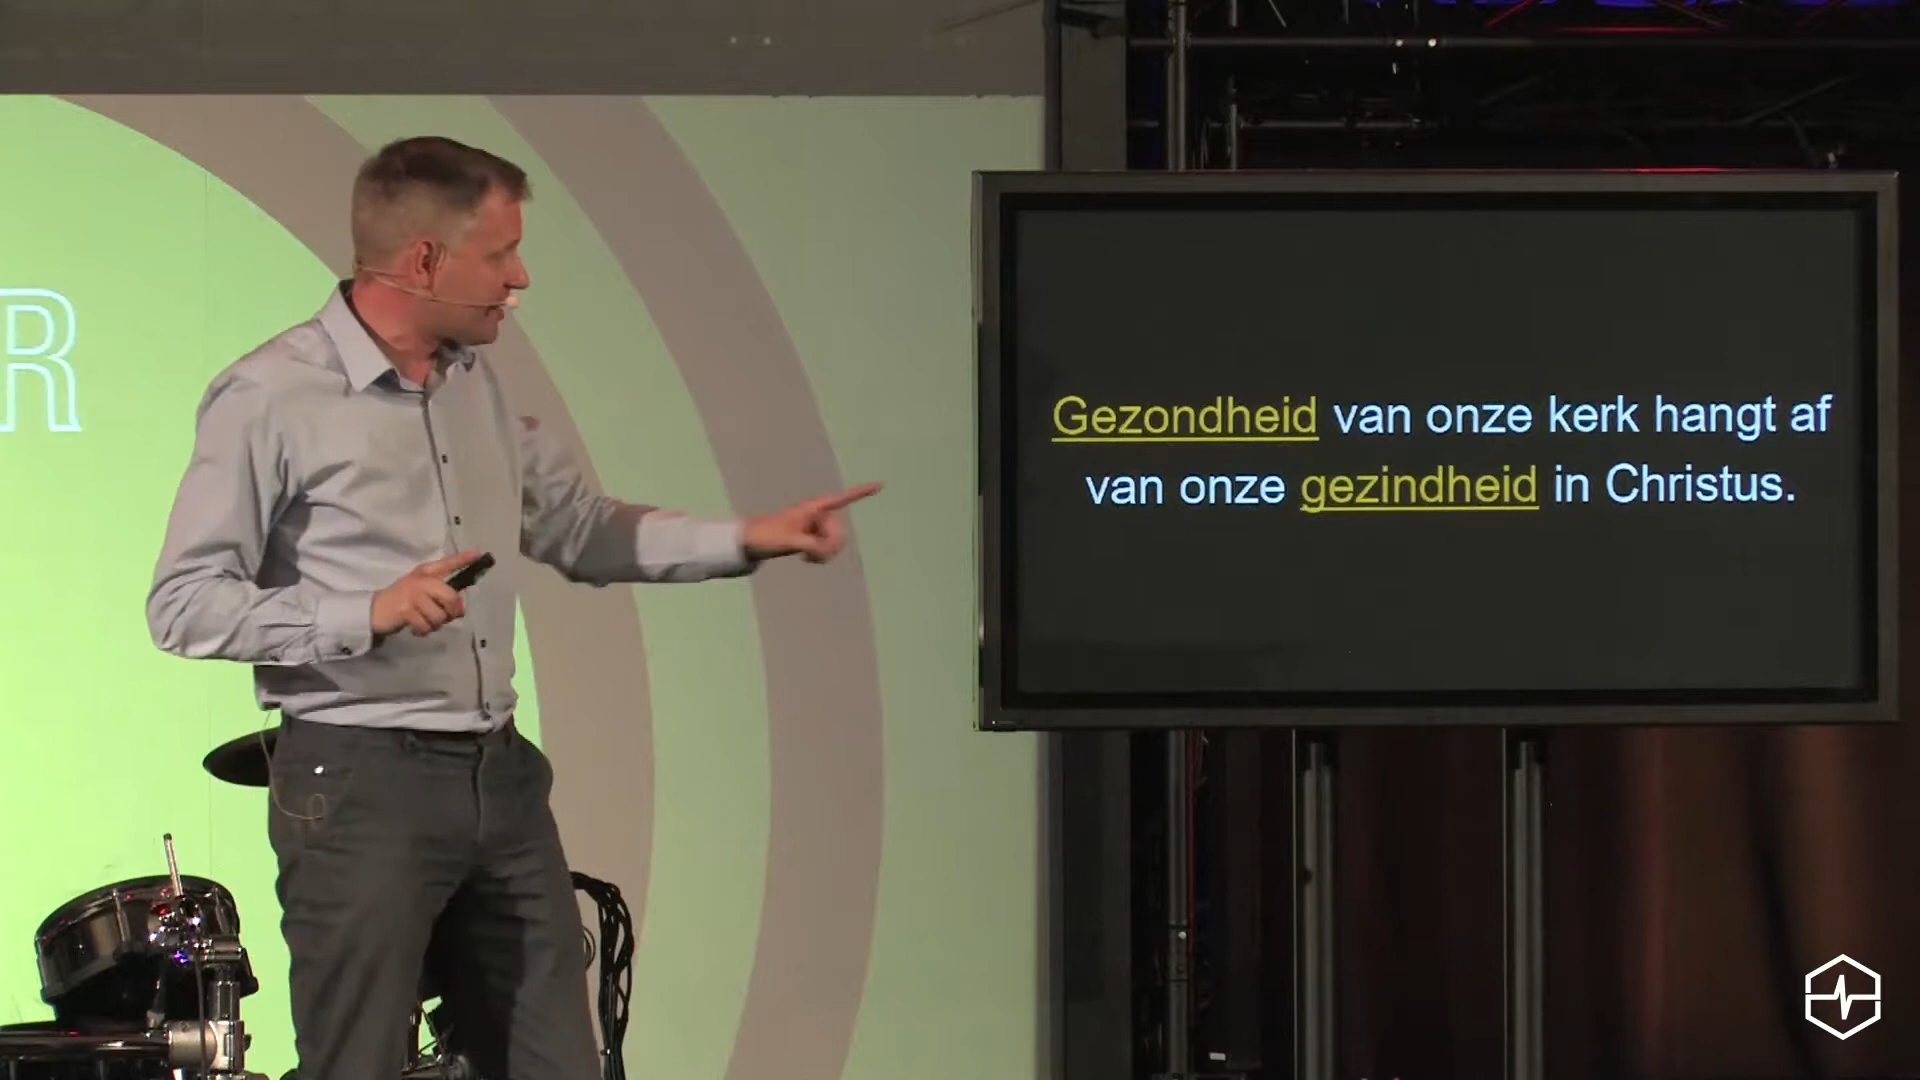 R
Gezondheid van onze kerk hangt af
van onze gezindheid in Christus.